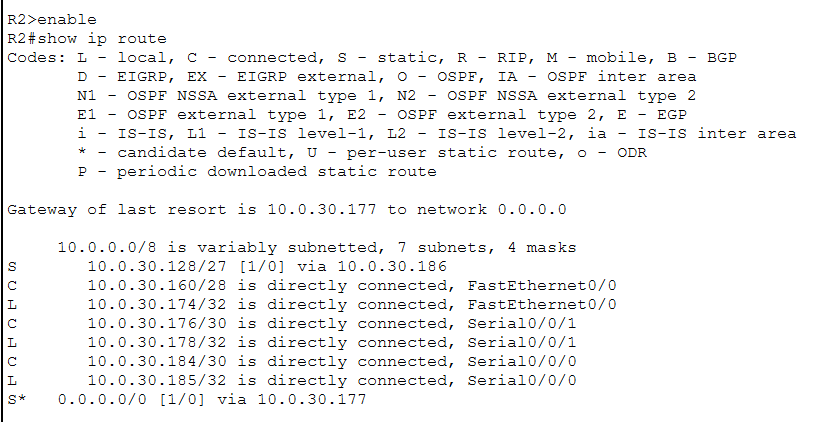 R2>enable
R2#show ip route
Codes: L - local, C - connected, S - static, R - RIP, M - mobile, B - BGP
       D - EIGRP, EX - EIGRP external, O - OSPF, IA - OSPF inter area
       N1 - OSPF NSSA external type 1, N2 - OSPF NSSA external type 2
       E1 - OSPF external type 1, E2 - OSPF external type 2, E - EGP
       i - IS-IS, L1 - IS-IS level-1, L2 - IS-IS level-2, ia - IS-IS inter area
       * - candidate default, U - per-user static route, o - ODR
       P - periodic downloaded static route

Gateway of last resort is 10.0.30.177 to network 0.0.0.0

     10.0.0.0/8 is variably subnetted, 7 subnets, 4 masks
S       10.0.30.128/27 [1/0] via 10.0.30.186
C       10.0.30.160/28 is directly connected, FastEthernet0/0
L       10.0.30.174/32 is directly connected, FastEthernet0/0
C       10.0.30.176/30 is directly connected, Serial0/0/1
L       10.0.30.178/32 is directly connected, Serial0/0/1
C       10.0.30.184/30 is directly connected, Serial0/0/0
L       10.0.30.185/32 is directly connected, Serial0/0/0
S*   0.0.0.0/0 [1/0] via 10.0.30.177